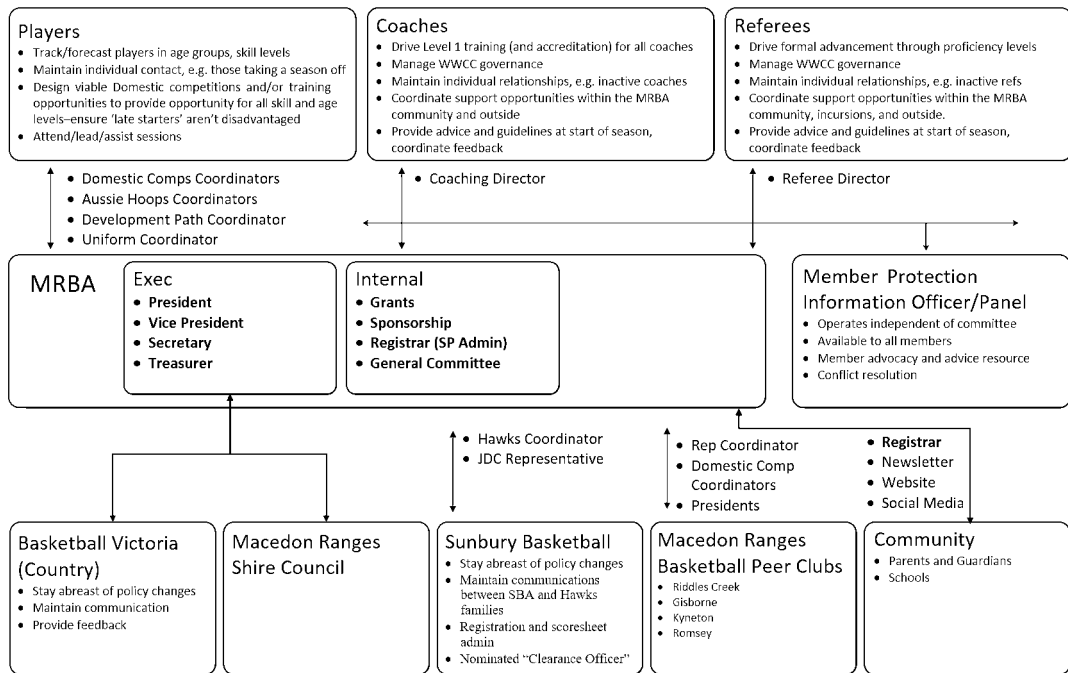 Players
• Track/forecast players in age groups, skill levels
• Maintain individual contact, e.g. those taking a season off
• Design viable Domestic competitions and/or training
opportunities to provide opportunity for all skill and age
levels–ensure ‘late starters’ aren’t disadvantaged
• Attend/lead/assist sessions
Coaches
• Drive Level 1 training (and accreditation) for all coaches
• Manage WWCC governance
• Maintain individual relationships, e.g. inactive coaches
• Coordinate support opportunities within the MRBA
community and outside
• Provide advice and guidelines at start of season,
coordinate feedback
Referees
• Drive formal advancement through proficiency levels
• Manage WWCC governance
• Maintain individual relationships, e.g. inactive refs
• Coordinate support opportunities within the MRBA
community, incursions, and outside.
• Provide advice and guidelines at start of season,
coordinate feedback
• Domestic Comps Coordinators
• Aussie Hoops Coordinators
• Development Path Coordinator
• Uniform Coordinator
• Coaching Director
• Referee Director
MRBA
Exec
• President
• Vice President
• Secretary
• Treasurer
Internal
• Grants
• Sponsorship
• Registrar (SP Admin)
• General Committee
Member Protection
Information Officer/Panel
• Operates independent of committee
• Available to all members
• Member advocacy and advice resource
• Conflict resolution
• Hawks Coordinator
• JDC Representative
• Rep Coordinator
• Domestic Comp
Coordinators
• Presidents
• Registrar
• Newsletter
• Website
• Social Media
Basketball Victoria
(Country)
• Stay abreast of policy changes
• Maintain communication
• Provide feedback
Macedon Ranges
Shire Council
Sunbury Basketball
• Stay abreast of policy changes
• Maintain communications
between SBA and Hawks
families
• Registration and scoresheet
admin
• Nominated “Clearance Officer”
Macedon Ranges
Basketball Peer Clubs
• Riddles Creek
• Gisborne
• Kyneton
• Romsey
Community
• Parents and Guardians
• Schools